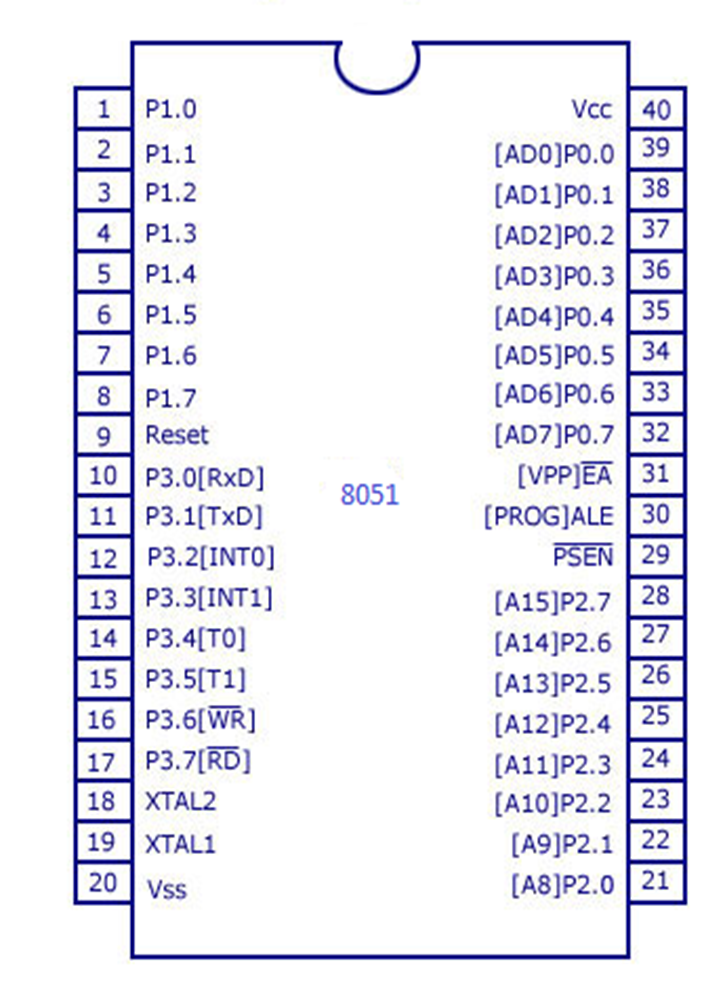 1 P1.0 Vcc 40
2 P1.1 [AD0]P0.0 39
3 P1.2 [AD1]P0.1 38
4 P1.3 [AD2]P0.2 37
5 P1.4 [AD3]P0.3 36
6 P1.5 [AD4]P0.4 35
7 P1.6 [AD5]P0.5 34
8 P1.7 [AD6]P0.6 33
9 Reset [AD7]P0.7 32
10 P3.0[RxD] [VPP]E̅A̅ 31
8051
11 P3.1[TxD] [PROG]ALE 30
12 P3.2[INT0] P̅S̅E̅N̅ 29
13 P3.3[INT1] [A15]P2.7 28
14 P3.4[T0] [A14]P2.6 27
15 P3.5[T1] [A13]P2.5 26
16 P3.6[W̅R̅] [A12]P2.4 25
17 P3.7[R̅D̅] [A11]P2.3 24
18 XTAL2 [A10]P2.2 23
19 XTAL1 [A9]P2.1 22
20 Vss [A8]P2.0 21